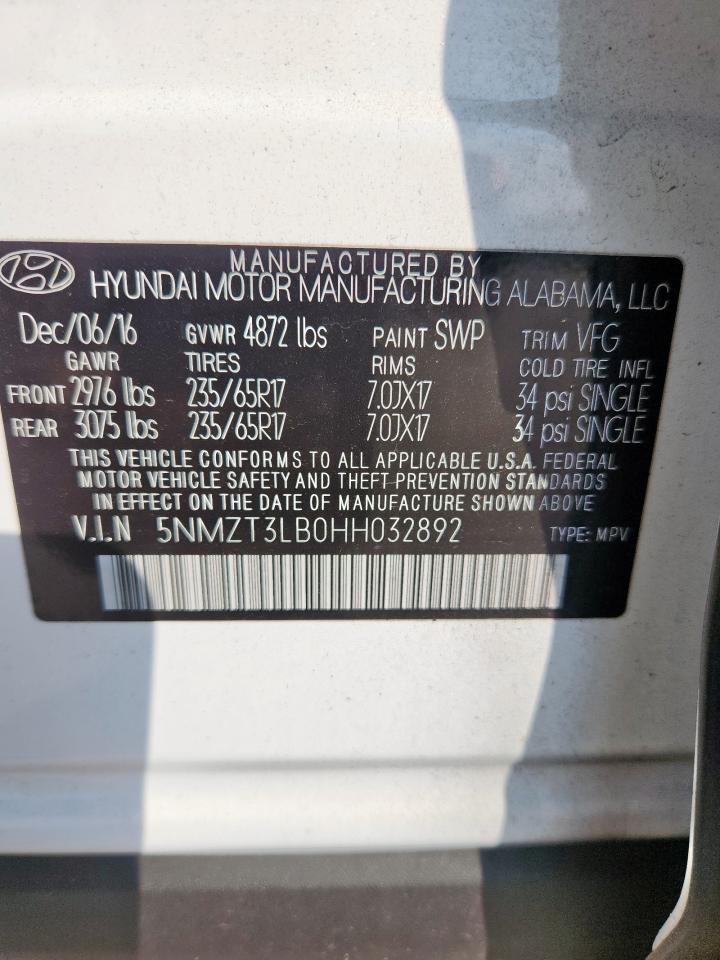 MANUFACTURED BY
HYUNDAI MOTOR MANUFACTURING ALABAMA, LLC
Dec/06/16 GVWR 4872 lbs PAINT SWP TRIM VFG
GAWR TIRES RIMS COLD TIRE INFL
FRONT 2976 lbs 235/65R17 7.0JX17 34 psi SINGLE
REAR 3075 lbs 235/65R17 7.0JX17 34 psi SINGLE
THIS VEHICLE CONFORMS TO ALL APPLICABLE U.S.A. FEDERAL
MOTOR VEHICLE SAFETY AND THEFT PREVENTION STANDARDS
IN EFFECT ON THE DATE OF MANUFACTURE SHOWN ABOVE
V.I.N 5NMZT3LB0HH032892 TYPE: MPV